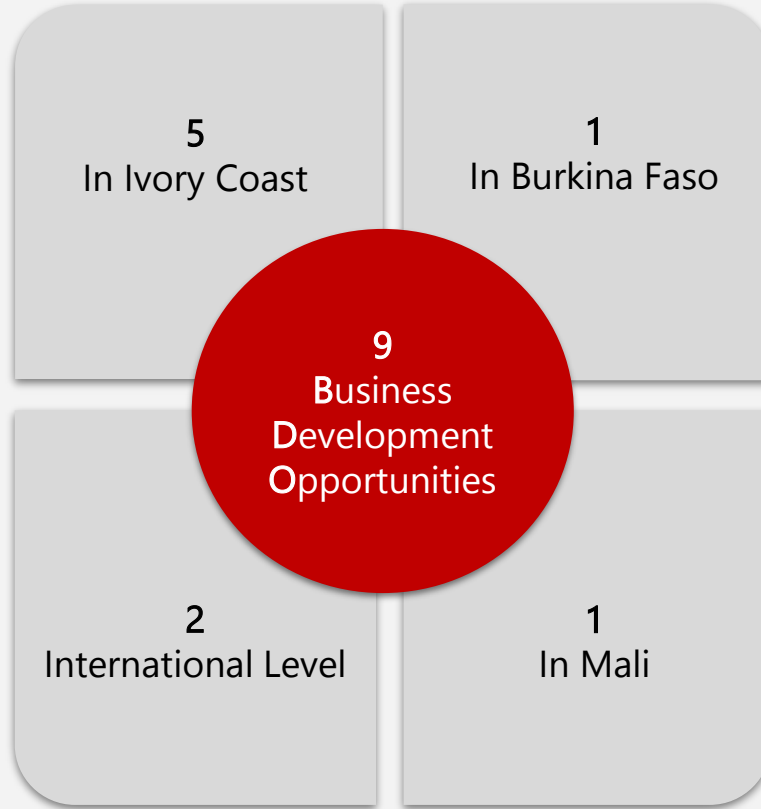 5
In Ivory Coast
1
In Burkina Faso
9
Business
Development
Opportunities
2
International Level
1
In Mali